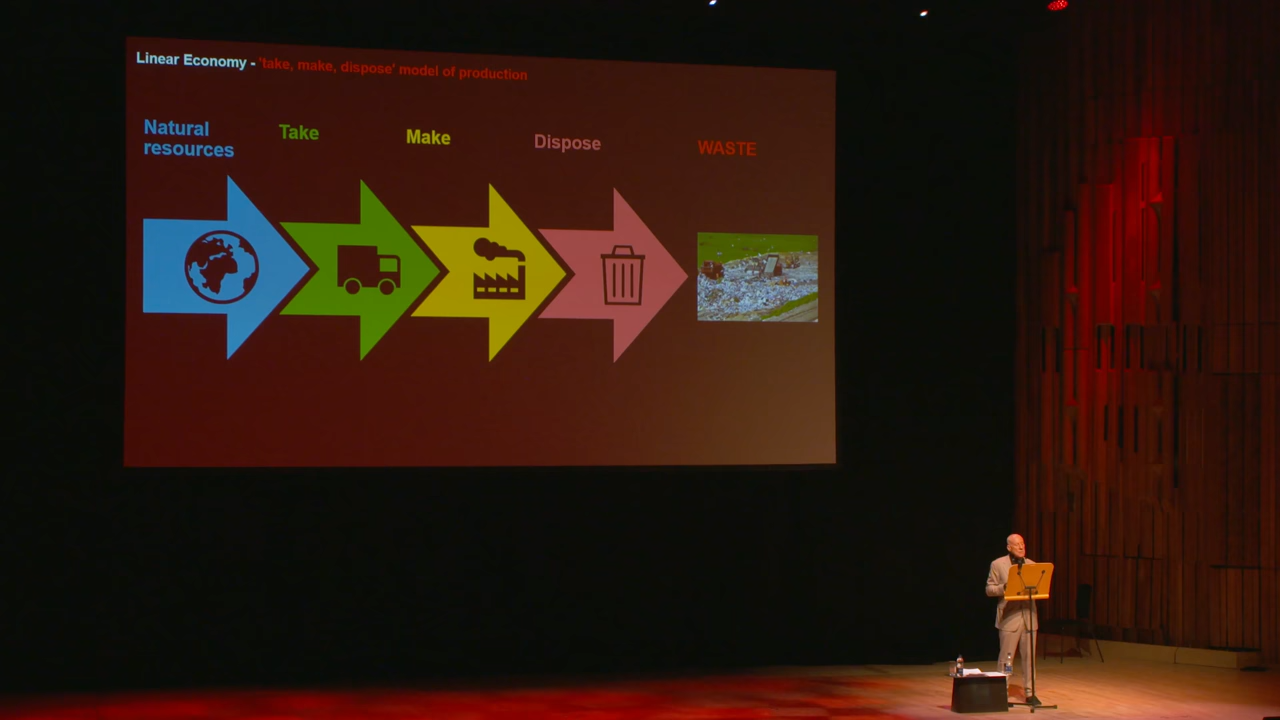 Linear Economy - 'take, make, dispose' model of production
Natural
resources
Take
Make
Dispose
WASTE